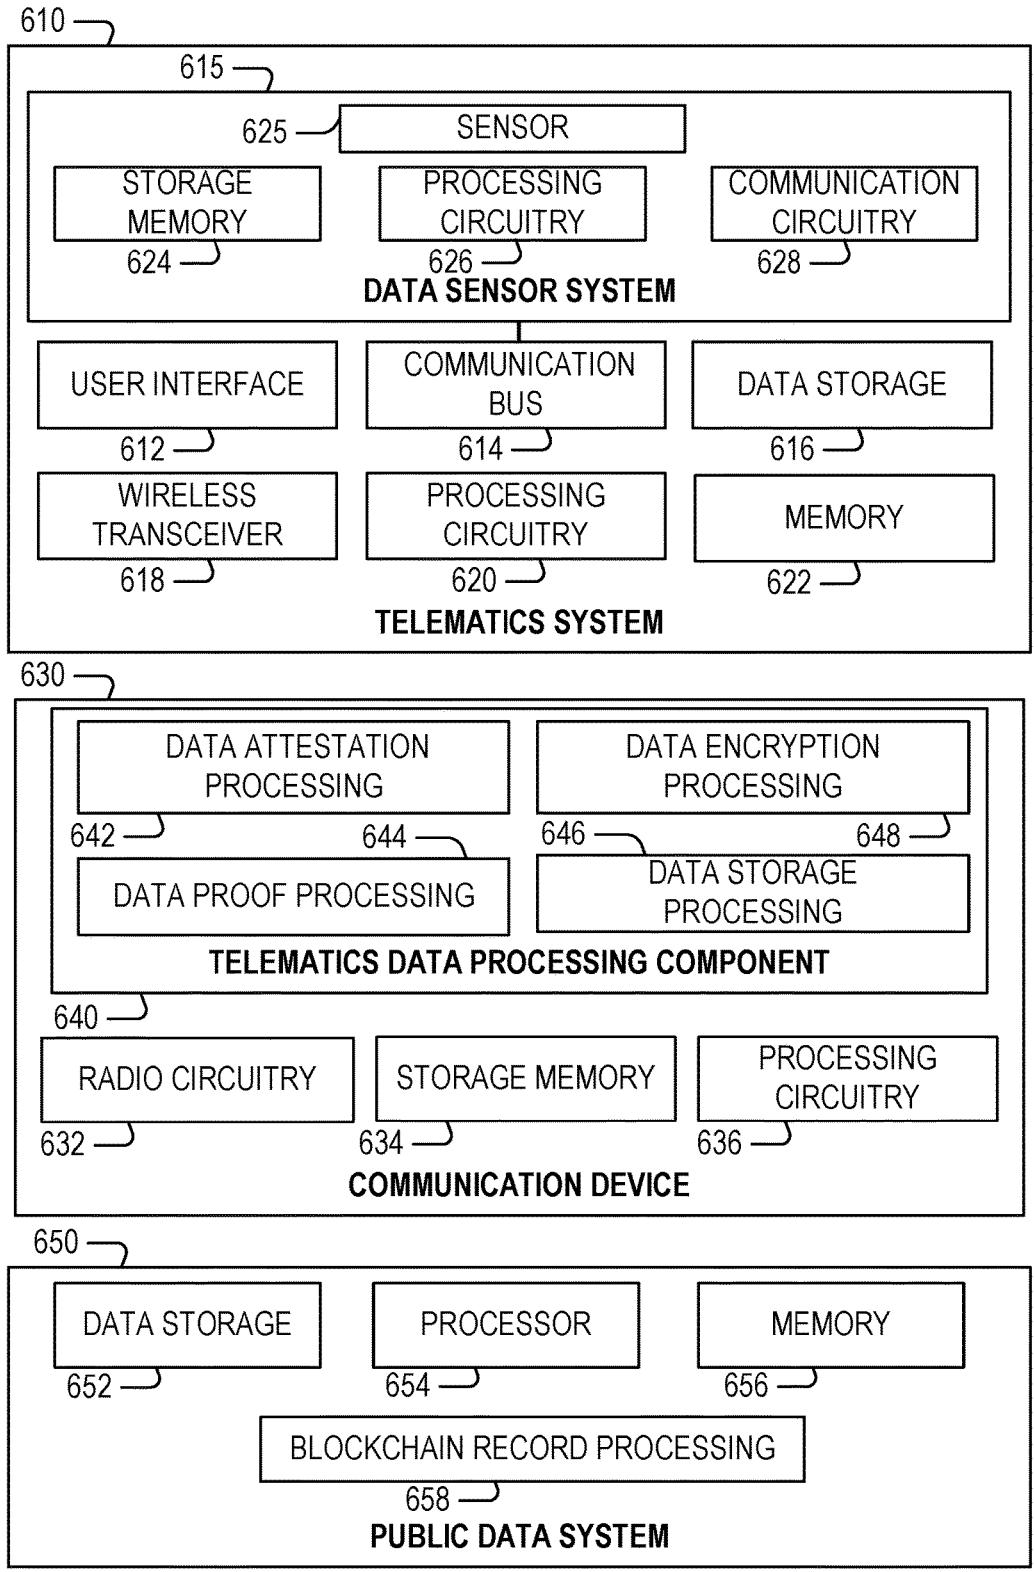 610
615
625
SENSOR
STORAGE
MEMORY
PROCESSING
CIRCUITRY
COMMUNICATION
CIRCUITRY
624
626
628
DATA SENSOR SYSTEM
USER INTERFACE
COMMUNICATION
BUS
DATA STORAGE
612
614
616
WIRELESS
TRANSCEIVER
PROCESSING
CIRCUITRY
MEMORY
618
620
622
TELEMATICS SYSTEM
630
DATA ATTESTATION
PROCESSING
DATA ENCRYPTION
PROCESSING
642
644
646
648
DATA PROOF PROCESSING
DATA STORAGE
PROCESSING
TELEMATICS DATA PROCESSING COMPONENT
640
RADIO CIRCUITRY
STORAGE MEMORY
PROCESSING
CIRCUITRY
632
634
636
COMMUNICATION DEVICE
650
DATA STORAGE
PROCESSOR
MEMORY
652
654
656
BLOCKCHAIN RECORD PROCESSING
658
PUBLIC DATA SYSTEM